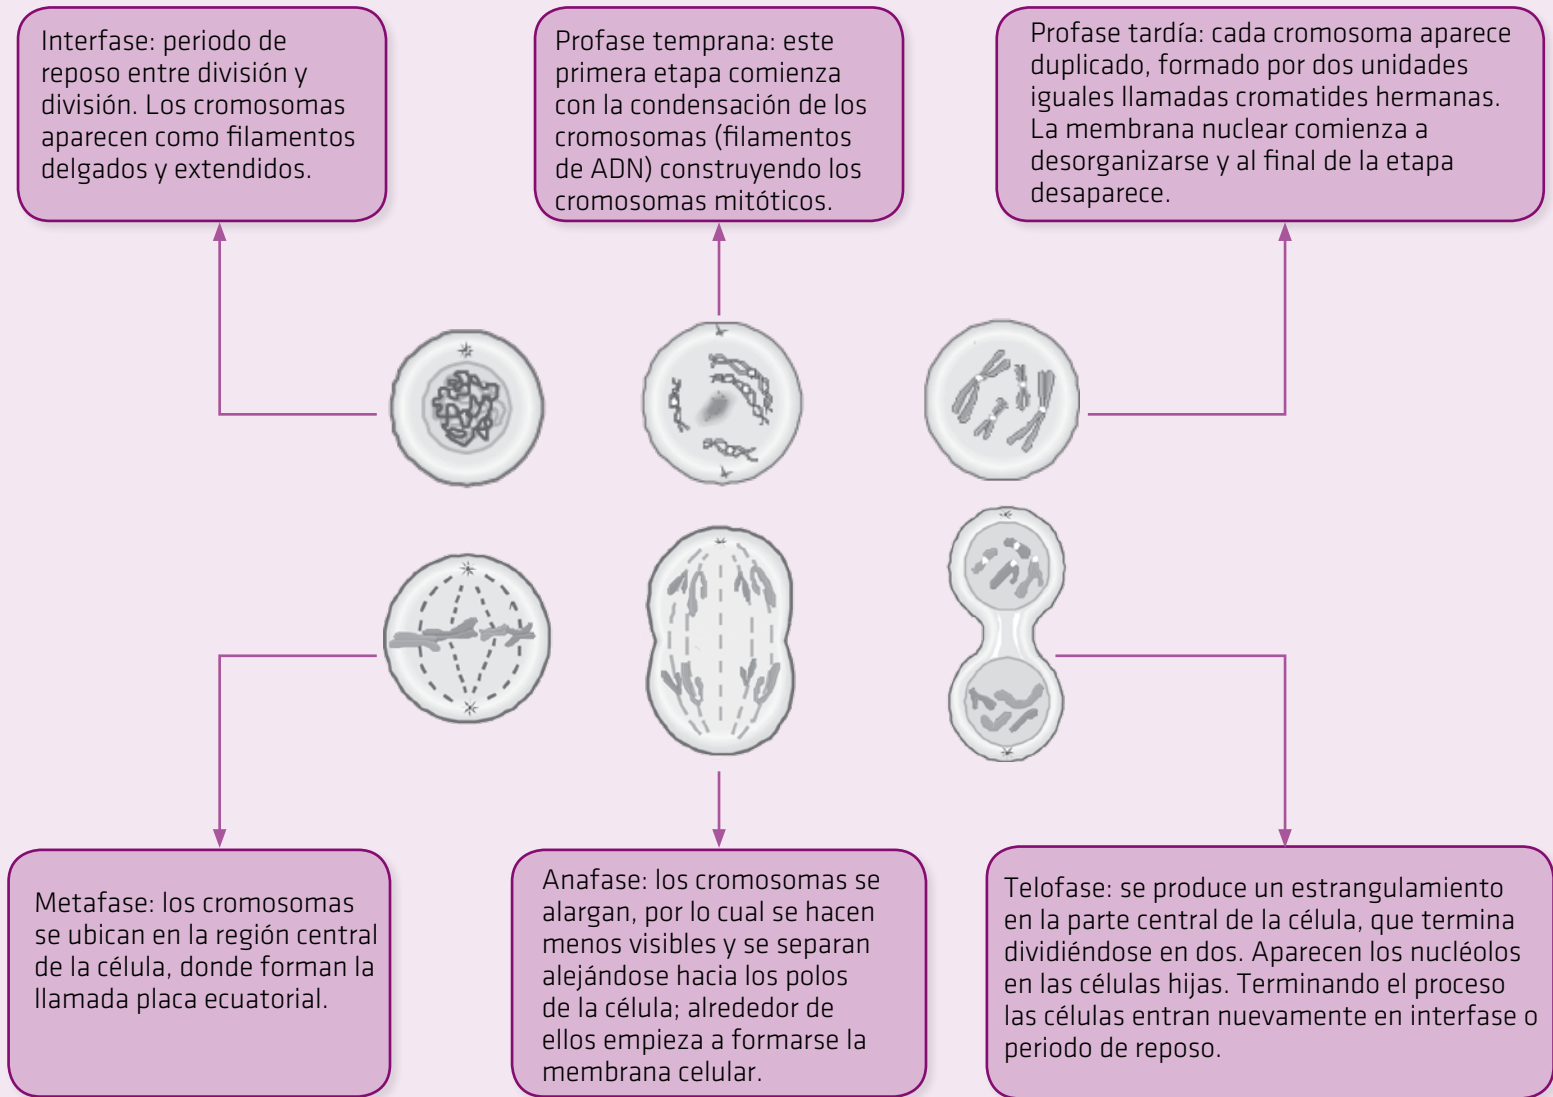 Interfase: periodo de
reposo entre división y
división. Los cromosomas
aparecen como filamentos
delgados y extendidos.
Profase temprana: este
primera etapa comienza
con la condensación de los
cromosomas (filamentos
de ADN) construyendo los
cromosomas mitóticos.
Profase tardía: cada cromosoma aparece
duplicado, formado por dos unidades
iguales llamadas cromatides hermanas.
La membrana nuclear comienza a
desorganizarse y al final de la etapa
desaparece.
Metafase: los cromosomas
se ubican en la región central
de la célula, donde forman la
llamada placa ecuatorial.
Anafase: los cromosomas se
alargan, por lo cual se hacen
menos visibles y se separan
alejándose hacia los polos
de la célula; alrededor de
ellos empieza a formarse la
membrana celular.
Telofase: se produce un estrangulamiento
en la parte central de la célula, que termina
dividiéndose en dos. Aparecen los nucléolos
en las células hijas. Terminando el proceso
las células entran nuevamente en interfase o
periodo de reposo.